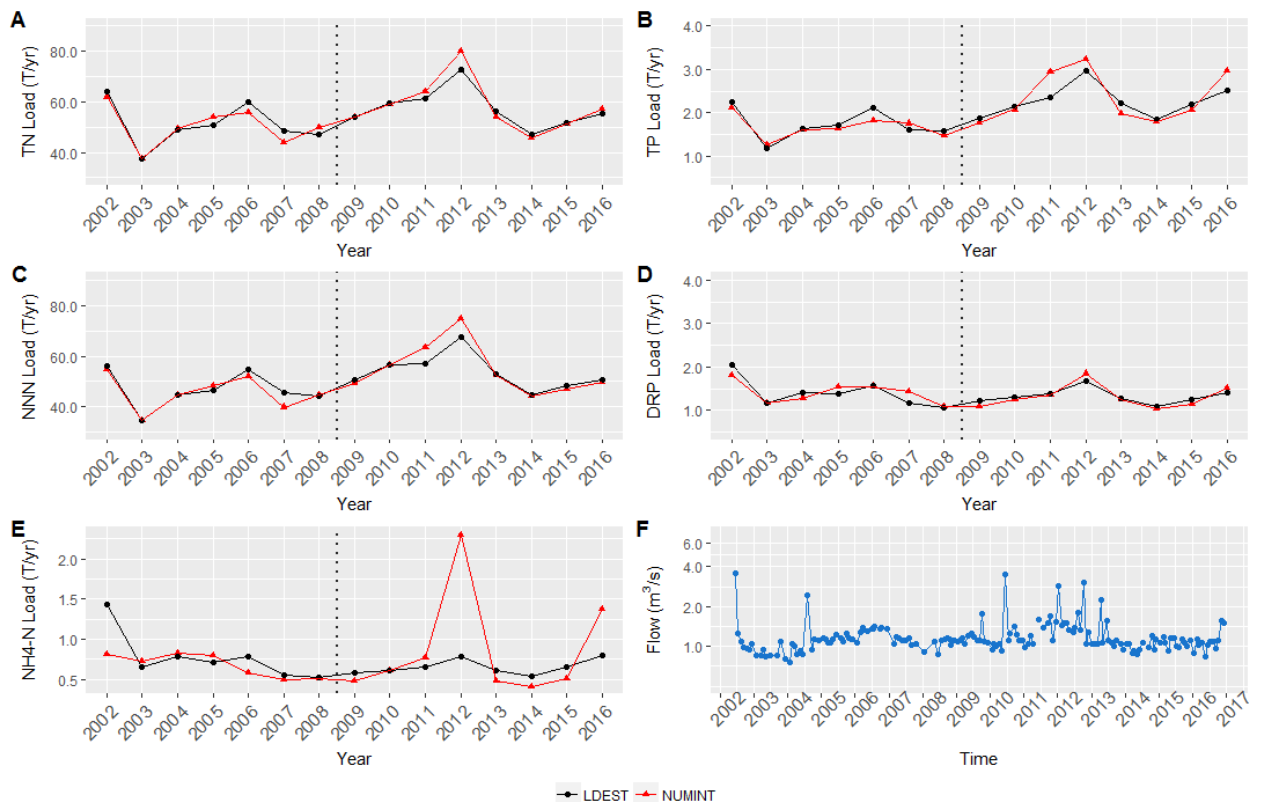 A
TN Load (T/yr)
80.0
60.0
40.0
2002 2003 2004 2005 2006 2007 2008 2009 2010 2011 2012 2013 2014 2015 2016
Year
B
TP Load (T/yr)
4.0
3.0
2.0
1.0
2002 2003 2004 2005 2006 2007 2008 2009 2010 2011 2012 2013 2014 2015 2016
Year
C
NNN Load (T/yr)
80.0
60.0
40.0
2002 2003 2004 2005 2006 2007 2008 2009 2010 2011 2012 2013 2014 2015 2016
Year
D
DRP Load (T/yr)
4.0
3.0
2.0
1.0
2002 2003 2004 2005 2006 2007 2008 2009 2010 2011 2012 2013 2014 2015 2016
Year
E
NH4-N Load (T/yr)
2.0
1.5
1.0
0.5
2002 2003 2004 2005 2006 2007 2008 2009 2010 2011 2012 2013 2014 2015 2016
Year
F
Flow (m³/s)
6.0
4.0
2.0
1.0
2002 2003 2004 2005 2006 2007 2008 2009 2010 2011 2012 2013 2014 2015 2016 2017
Time
LDEST NUMINT